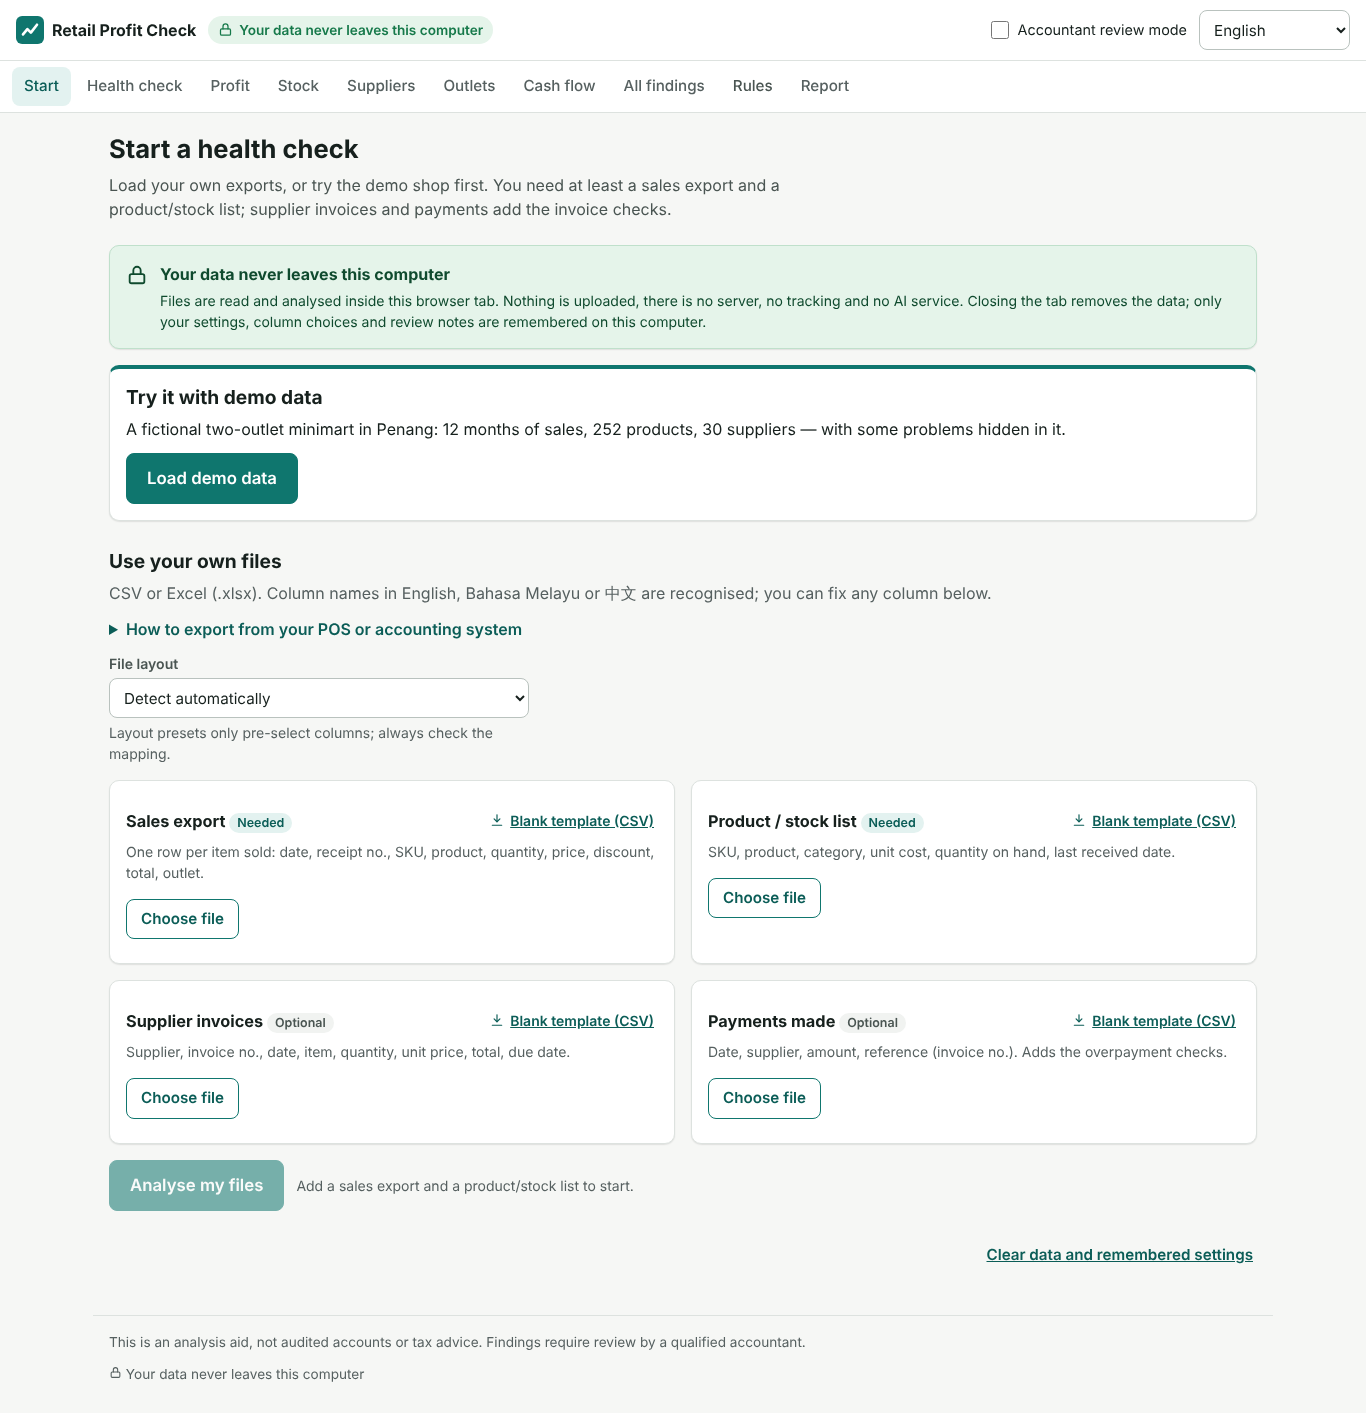 Retail Profit Check
Your data never leaves this computer
Accountant review mode
English
Start
Health check
Profit
Stock
Suppliers
Outlets
Cash flow
All findings
Rules
Report
Start a health check
Load your own exports, or try the demo shop first. You need at least a sales export and a
product/stock list; supplier invoices and payments add the invoice checks.
Your data never leaves this computer
Files are read and analysed inside this browser tab. Nothing is uploaded, there is no server, no tracking and no AI service. Closing the tab removes the data; only
your settings, column choices and review notes are remembered on this computer.
Try it with demo data
A fictional two-outlet minimart in Penang: 12 months of sales, 252 products, 30 suppliers — with some problems hidden in it.
Load demo data
Use your own files
CSV or Excel (.xlsx). Column names in English, Bahasa Melayu or 中文 are recognised; you can fix any column below.
How to export from your POS or accounting system
File layout
Detect automatically
Layout presets only pre-select columns; always check the
mapping.
Sales export Needed
Blank template (CSV)
One row per item sold: date, receipt no., SKU, product, quantity, price, discount,
total, outlet.
Choose file
Product / stock list Needed
Blank template (CSV)
SKU, product, category, unit cost, quantity on hand, last received date.
Choose file
Supplier invoices Optional
Blank template (CSV)
Supplier, invoice no., date, item, quantity, unit price, total, due date.
Choose file
Payments made Optional
Blank template (CSV)
Date, supplier, amount, reference (invoice no.). Adds the overpayment checks.
Choose file
Analyse my files
Add a sales export and a product/stock list to start.
Clear data and remembered settings
This is an analysis aid, not audited accounts or tax advice. Findings require review by a qualified accountant.
Your data never leaves this computer